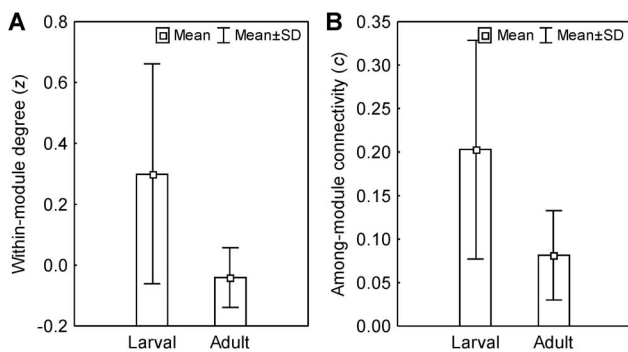 A
Within-module degree (z)
0.8
0.6
0.4
0.2
0.0
-0.2
Mean Mean±SD
Larval Adult
B
Among-module connectivity (c)
0.35
0.30
0.25
0.20
0.15
0.10
0.05
0.00
Mean Mean±SD
Larval Adult